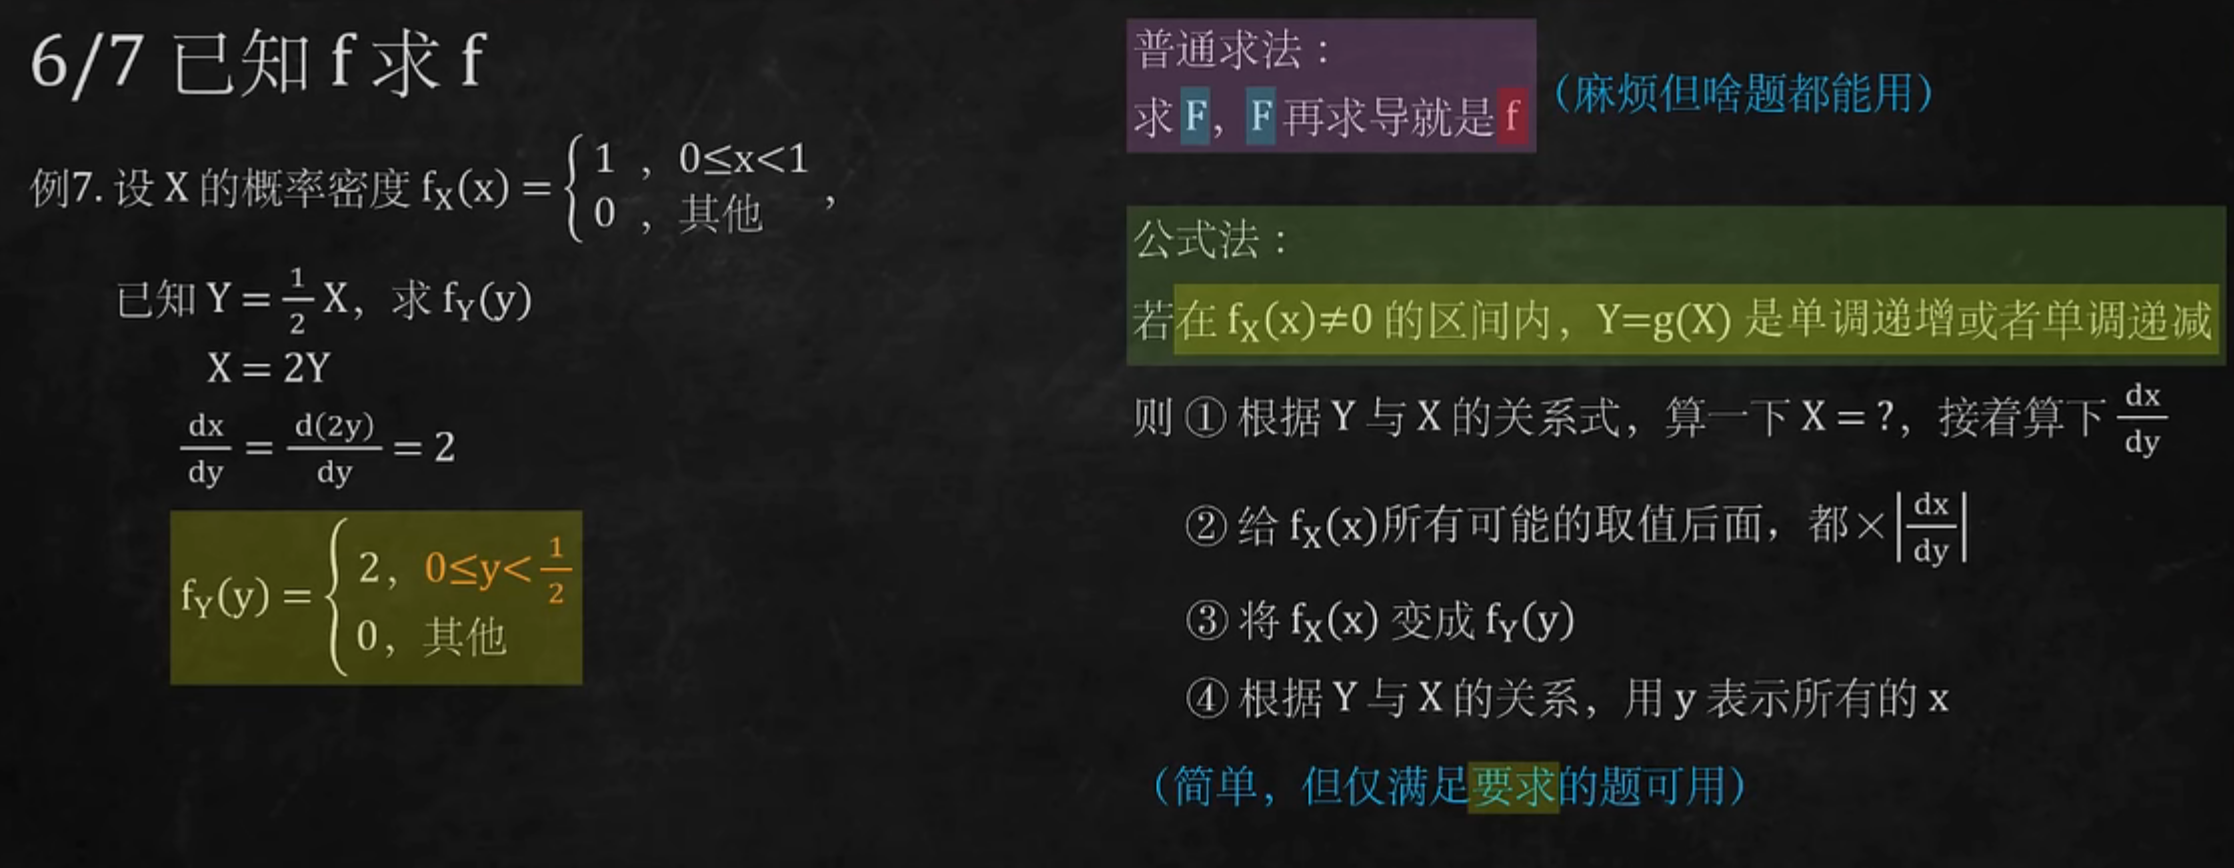 6/7 已知 f 求 f
例7. 设 X 的概率密度 fX(x) = { 1 , 0≤x<1
0 , 其他 ,
已知 Y = 1/2 X, 求 fY(y)
X = 2Y
dx/dy = d(2y)/dy = 2
fY(y) = { 2, 0≤y<1/2
0, 其他
普通求法：
求 F, F 再求导就是 f
（麻烦但啥题都能用）
公式法：
若在 fX(x)≠0 的区间内, Y=g(X) 是单调递增或者单调递减
则 ① 根据 Y 与 X 的关系式, 算一下 X = ?, 接着算下 dx/dy
② 给 fX(x)所有可能的取值后面, 都×|dx/dy|
③ 将 fX(x) 变成 fY(y)
④ 根据 Y 与 X 的关系, 用 y 表示所有的 x
（简单, 但仅满足要求的题可用）